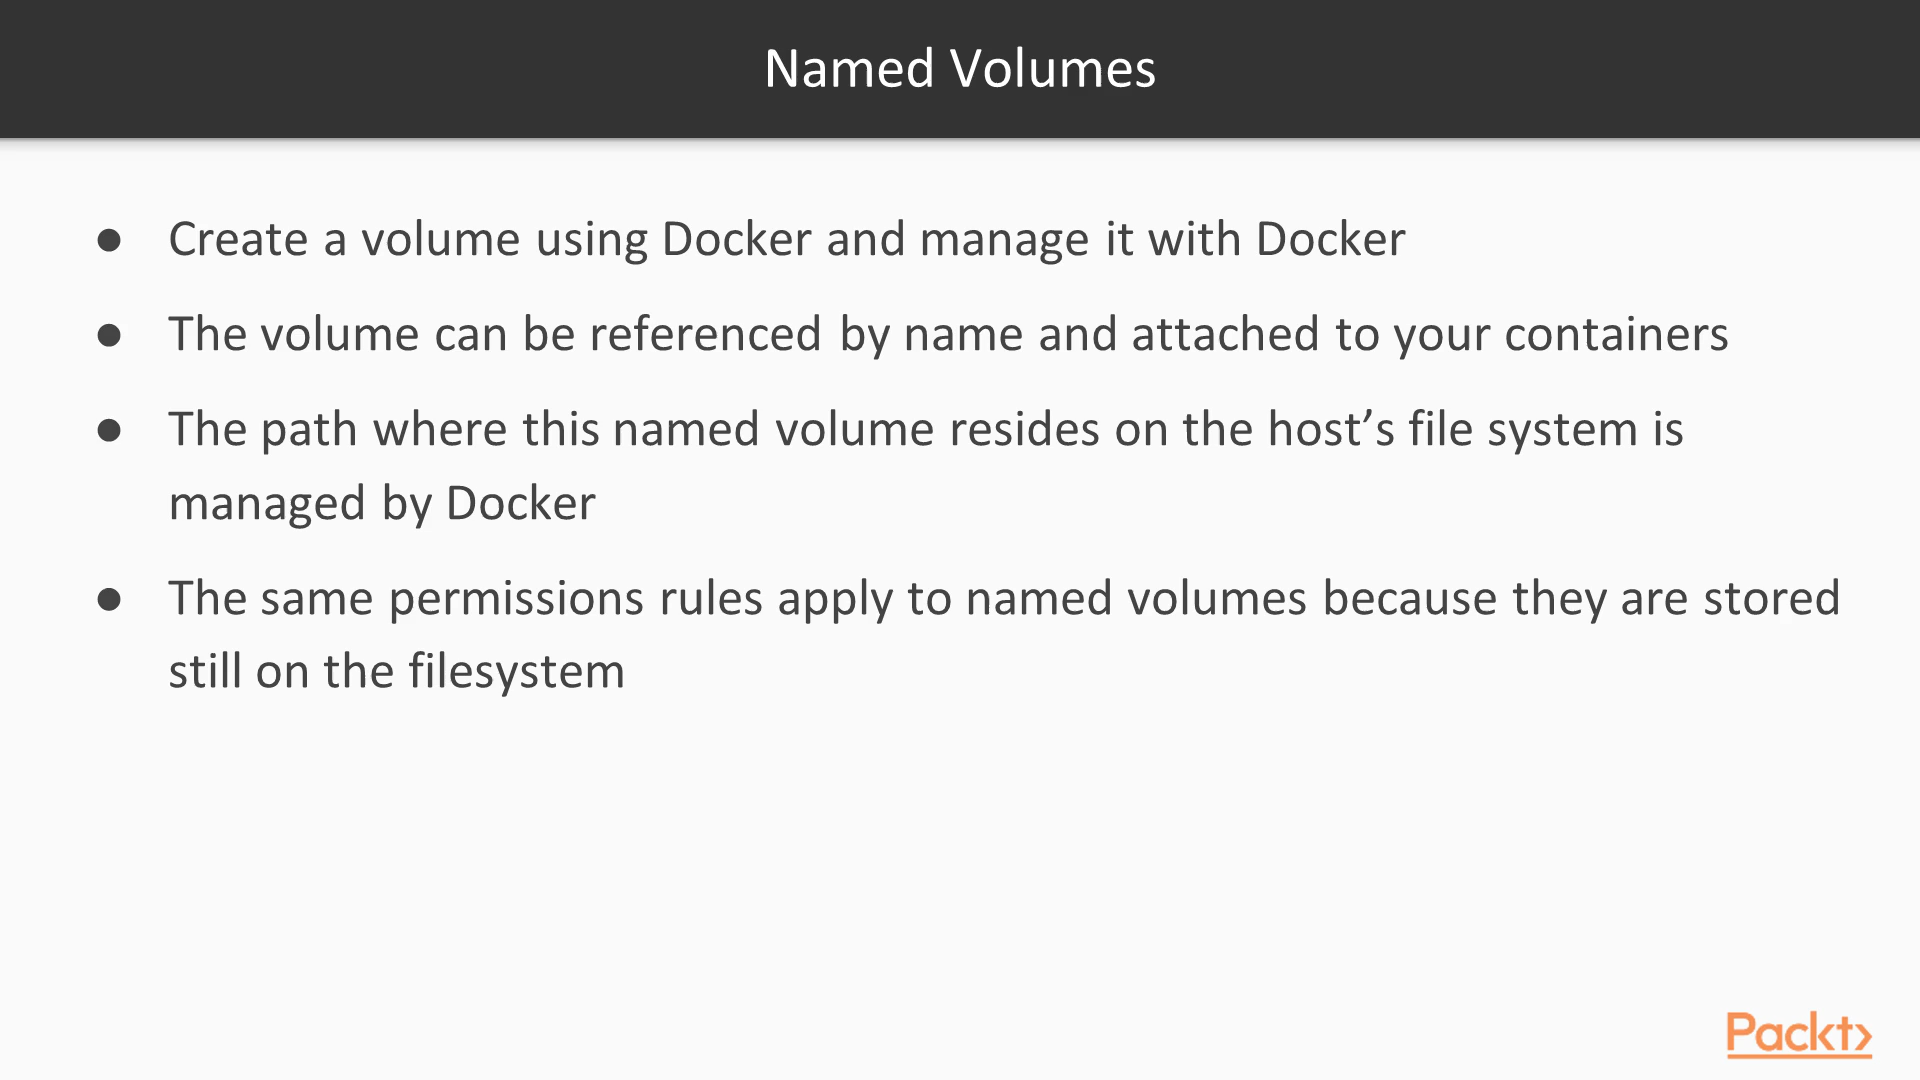 Named Volumes
● Create a volume using Docker and manage it with Docker
● The volume can be referenced by name and attached to your containers
● The path where this named volume resides on the host’s file system is
managed by Docker
● The same permissions rules apply to named volumes because they are stored
still on the filesystem
Packt>